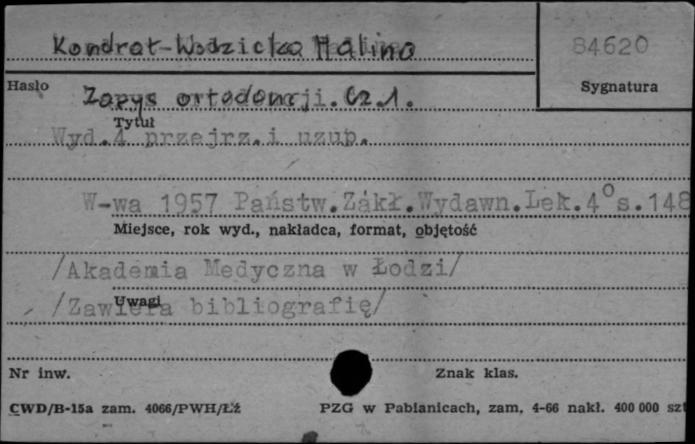 Kondrat-Wodzicka Halina
84620
Hasło
Sygnatura
Zarys ortodoncji. Cz.1.
Tytuł
Wyd.4 przejrz.i uzup.
W-wa 1957 Państw.Zakł.Wydawn.Lek.4° s.148
Miejsce, rok wyd., nakładca, format, objętość
/Akademia Medyczna w Łodzi/
Uwagi
/Zawiera bibliografię/
Nr inw.
Znak klas.
CWD/B-15a zam. 4066/PWH/Łź
PZG w Pabianicach, zam. 4-66 nakł. 400 000 szt